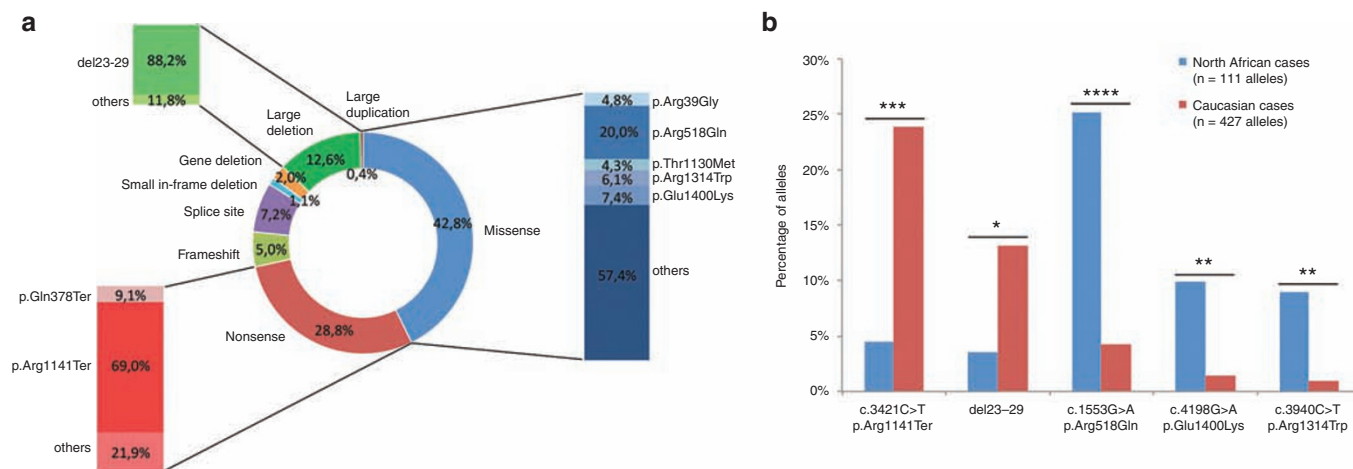 a
del23-29
88,2%
others
11,8%
Large
deletion
Large
duplication
Gene deletion
Small in-frame deletion
Splice site
Frameshift
Nonsense
Missense
12,6%
0,4%
2,0%
1,1%
7,2%
5,0%
28,8%
42,8%
p.Gln378Ter
9,1%
p.Arg1141Ter
69,0%
others
21,9%
4,8%
p.Arg39Gly
20,0%
p.Arg518Gln
4,3%
p.Thr1130Met
6,1%
p.Arg1314Trp
7,4%
p.Glu1400Lys
57,4%
others
b
Percentage of alleles
30%
25%
20%
15%
10%
5%
0%
***
*
****
**
**
North African cases
(n = 111 alleles)
Caucasian cases
(n = 427 alleles)
c.3421C>T
p.Arg1141Ter
del23–29
c.1553G>A
p.Arg518Gln
c.4198G>A
p.Glu1400Lys
c.3940C>T
p.Arg1314Trp